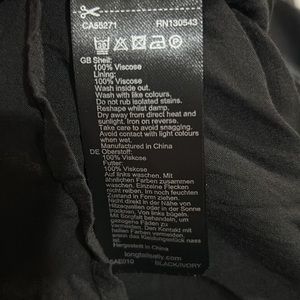 CA55271 RN130543
30
GB Shell:
100% Viscose
Lining:
100% Viscose
Wash inside out.
Wash with like colours.
Do not rub isolated stains.
Reshape whilst damp.
Dry away from direct heat and
sunlight. Iron on reverse.
Take care to avoid snagging.
Avoid contact with light colours
when wet.
Manufactured in China
DE Oberstoff:
100% Viskose
Futter:
100% Viskose
Auf links waschen. Mit
ähnlichen Farben zusammen
waschen. Einzelne Flecken
nicht reiben. Im noch feuchten
Zustand in Form ziehen.
Nicht direkt in der Nähe von
Hitzequellen oder in der Sonne
trocknen. Von links bügeln.
Mit Sorgfalt behandeln, um
gezogene Fäden zu
vermeiden. Den Kontakt mit
hellen Farben vermeiden,
wenn das Kleidungsstück nass
ist.
Hergestellt in China
longtallsally.com
BLACK/IVORY